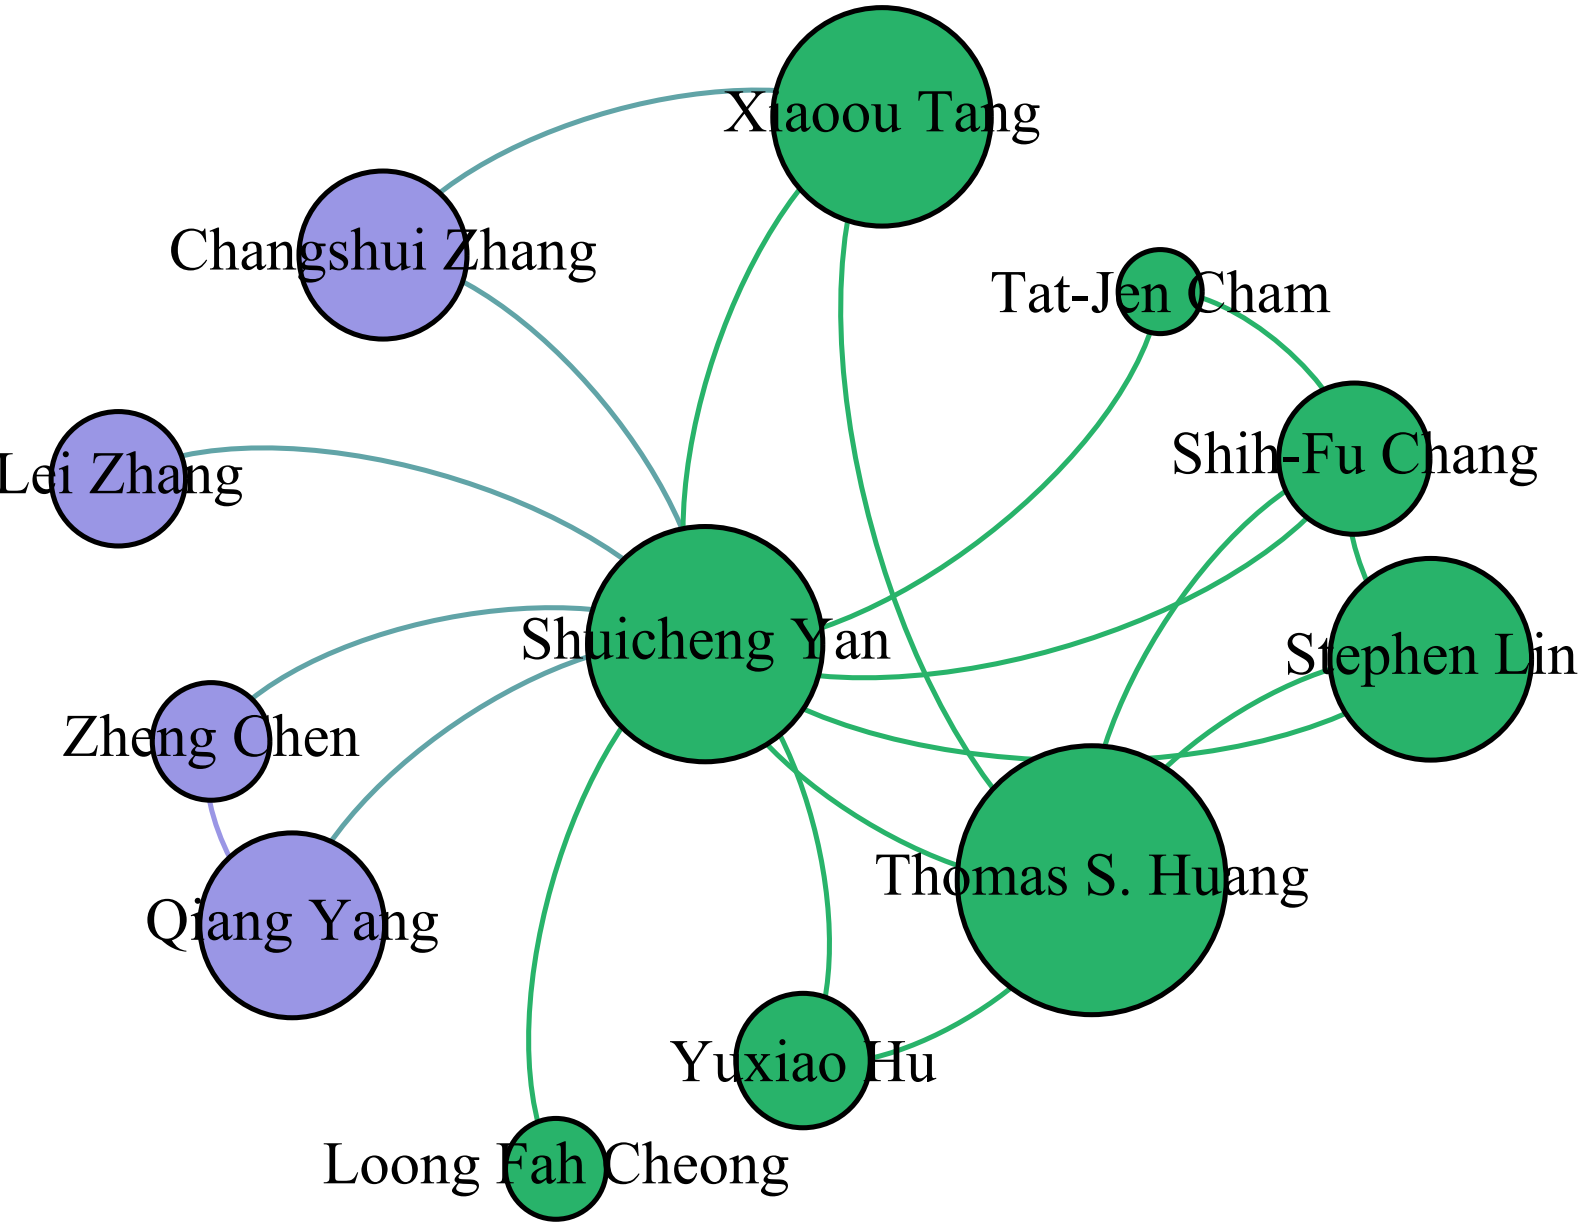 Xiaoou Tang
Changshui Zhang
Tat-Jen Cham
Shih-Fu Chang
Lei Zhang
Shuicheng Yan
Stephen Lin
Zheng Chen
Thomas S. Huang
Qiang Yang
Yuxiao Hu
Loong Fah Cheong